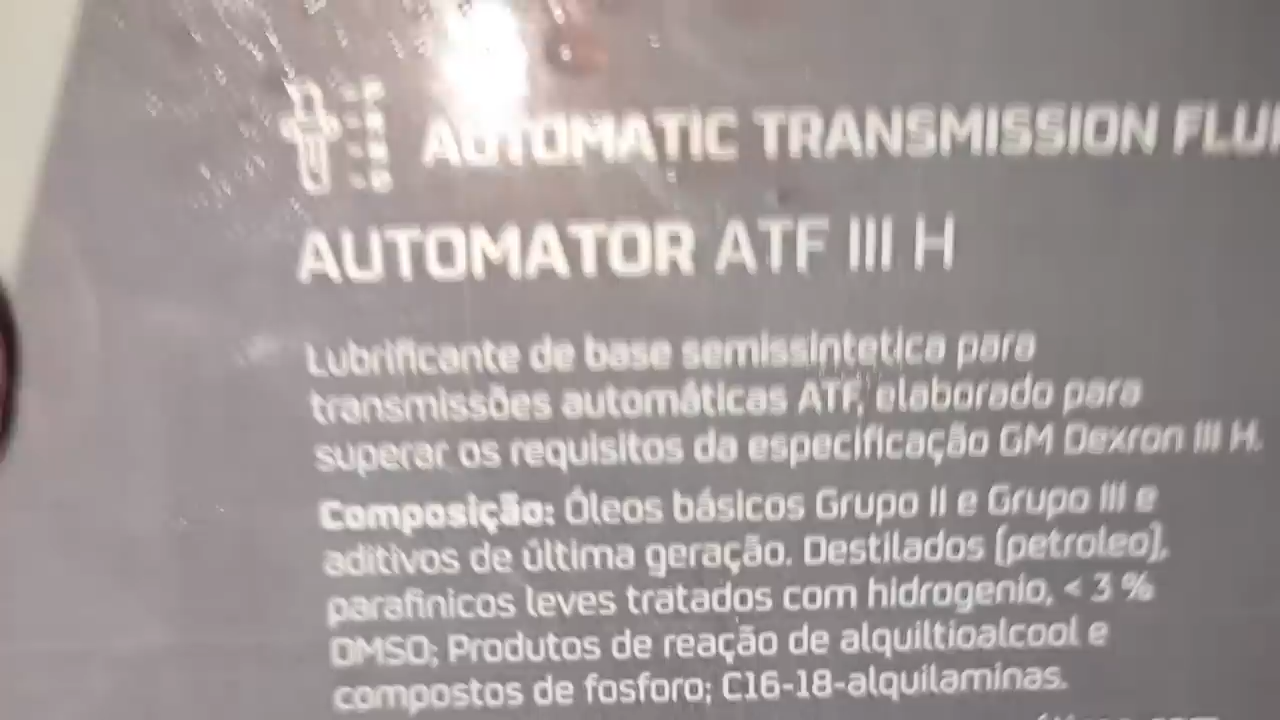 AUTOMATIC TRANSMISSION FLUI
AUTOMATOR ATF III H
Lubrificante de base semissintetica para
transmissões automáticas ATF, elaborado para
superar os requisitos da especificação GM Dexron III H.
Composição: Óleos básicos Grupo II e Grupo III e
aditivos de última geração. Destilados (petroleo),
parafinicos leves tratados com hidrogenio, < 3 %
DMSO; Produtos de reação de alquiltioalcool e
compostos de fosforo; C16-18-alquilaminas.